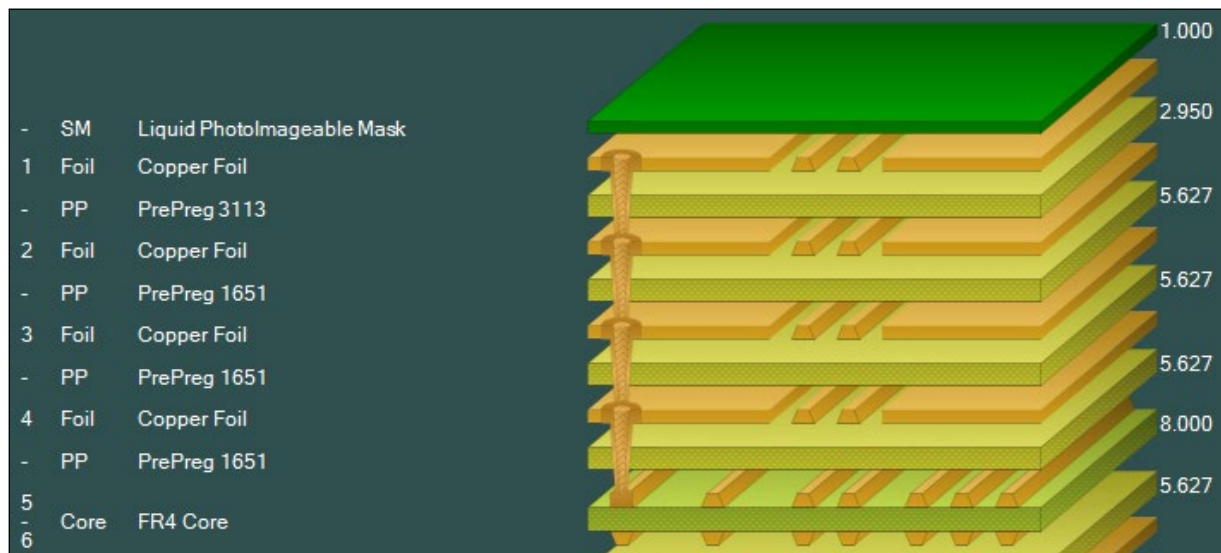 1.000
- SM Liquid PhotoImageable Mask
2.950
1 Foil Copper Foil
- PP PrePreg 3113
5.627
2 Foil Copper Foil
- PP PrePreg 1651
5.627
3 Foil Copper Foil
- PP PrePreg 1651
5.627
4 Foil Copper Foil
8.000
- PP PrePreg 1651
5.627
5
- Core FR4 Core
6